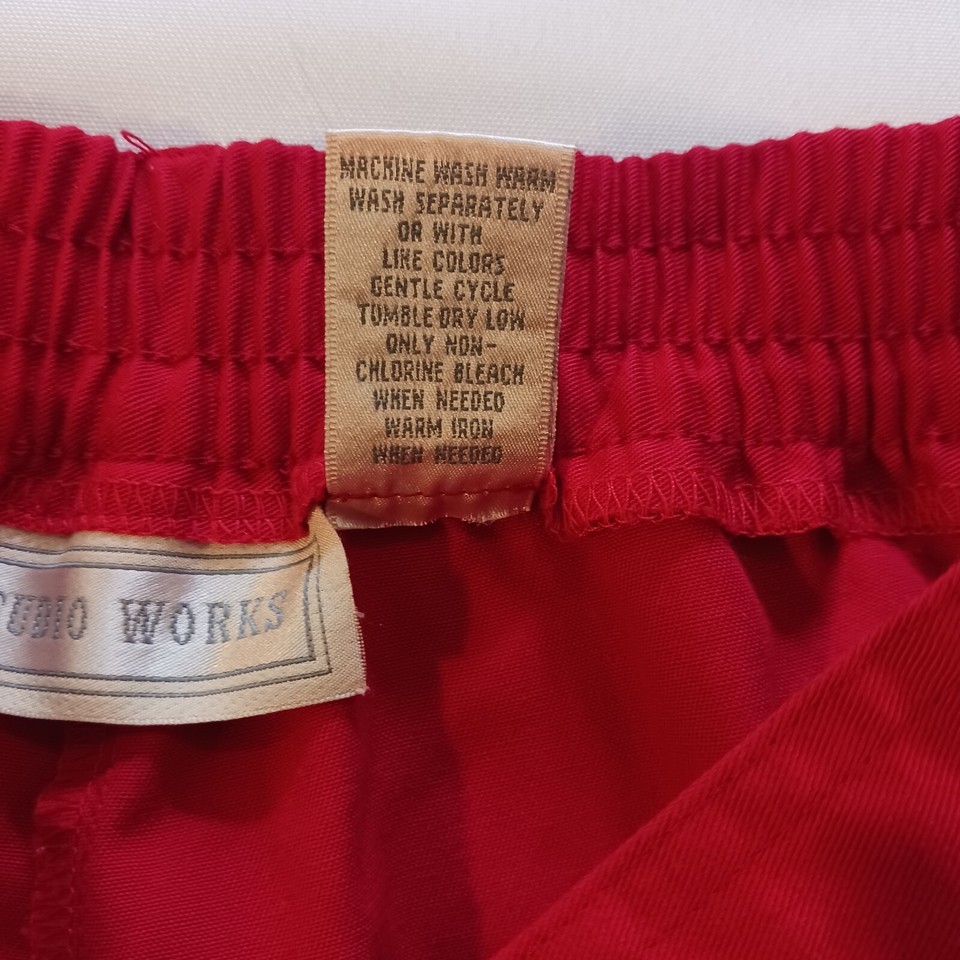 MACHINE WASH WARM
WASH SEPARATELY
OR WITH
LIKE COLORS
GENTLE CYCLE
TUMBLE DRY LOW
ONLY NON-
CHLORINE BLEACH
WHEN NEEDED
WARM IRON
WHEN NEEDED
TUDIO WORKS